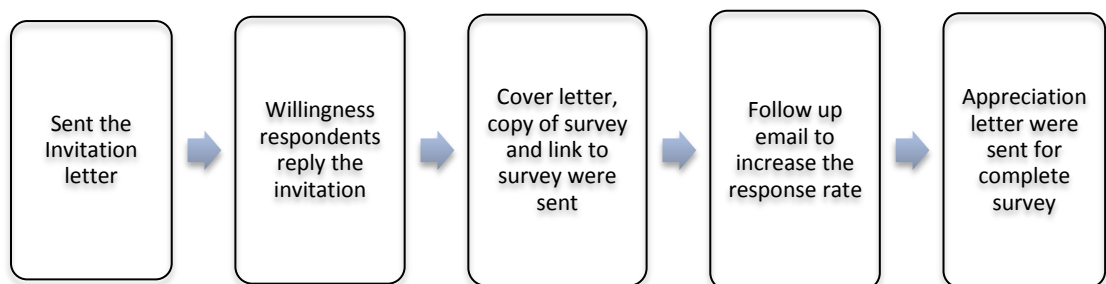 Sent the
Invitation
letter
Willingness
respondents
reply the
invitation
Cover letter,
copy of survey
and link to
survey were
sent
Follow up
email to
increase the
response rate
Appreciation
letter were
sent for
complete
survey